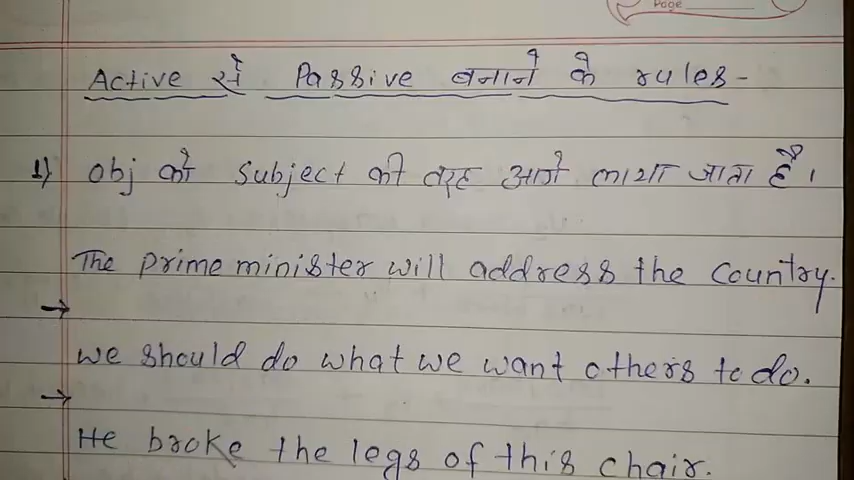 Page
Active से Passive बनाने के rules -
1) obj को Subject की तरह आगे लाया जाता है।
The prime minister will address the country.
→
we should do what we want others to do.
→
He broke the legs of this chair.